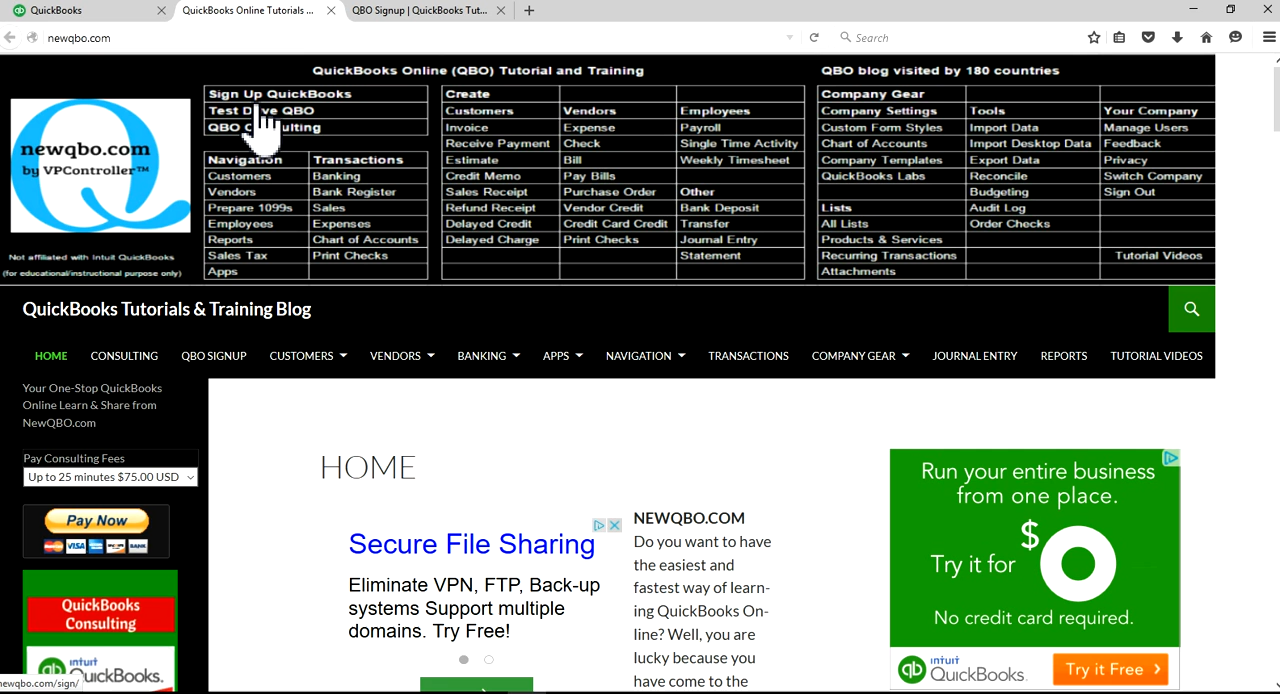 QuickBooks
QuickBooks Online Tutorials ...
QBO Signup | QuickBooks Tut...
newqbo.com
Search
QuickBooks Online (QBO) Tutorial and Training
QBO blog visited by 180 countries
newqbo.com
by VPController™
Not affiliated with Intuit QuickBooks
(for educational/instructional purpose only)
Sign Up QuickBooks
Test QBO
QBO
Navigation Transactions
Customers Banking
Vendors Bank Register
Prepare 1099s Sales
Employees Expenses
Reports Chart of Accounts
Sales Tax Print Checks
Apps
Create
Customers Vendors Employees
Invoice Expense Payroll
Receive Payment Check Single Time Activity
Estimate Bill Weekly Timesheet
Credit Memo Pay Bills
Sales Receipt Purchase Order Other
Refund Receipt Vendor Credit Bank Deposit
Delayed Credit Credit Card Credit Transfer
Delayed Charge Print Checks Journal Entry
Statement
Company Gear
Company Settings Tools Your Company
Custom Form Styles Import Data Manage Users
Chart of Accounts Import Desktop Data Feedback
Company Templates Export Data Privacy
QuickBooks Labs Reconcile Switch Company
Budgeting Sign Out
Lists Audit Log
All Lists Order Checks
Products & Services
Recurring Transactions Tutorial Videos
Attachments
QuickBooks Tutorials & Training Blog
HOME CONSULTING QBO SIGNUP CUSTOMERS VENDORS BANKING APPS NAVIGATION TRANSACTIONS COMPANY GEAR JOURNAL ENTRY REPORTS TUTORIAL VIDEOS
Your One-Stop QuickBooks
Online Learn & Share from
NewQBO.com
Pay Consulting Fees
Up to 25 minutes $75.00 USD
Pay Now
VISA
BANK
QuickBooks
Consulting
qb intuit
QuickBooks.
newqbo.com/sign/
HOME
Secure File Sharing
Eliminate VPN, FTP, Back-up
systems Support multiple
domains. Try Free!
NEWQBO.COM
Do you want to have
the easiest and
fastest way of learn-
ing QuickBooks On-
line? Well, you are
lucky because you
have come to the
Run your entire business
from one place.
Try it for $0
No credit card required.
qb intuit
QuickBooks.
Try it Free